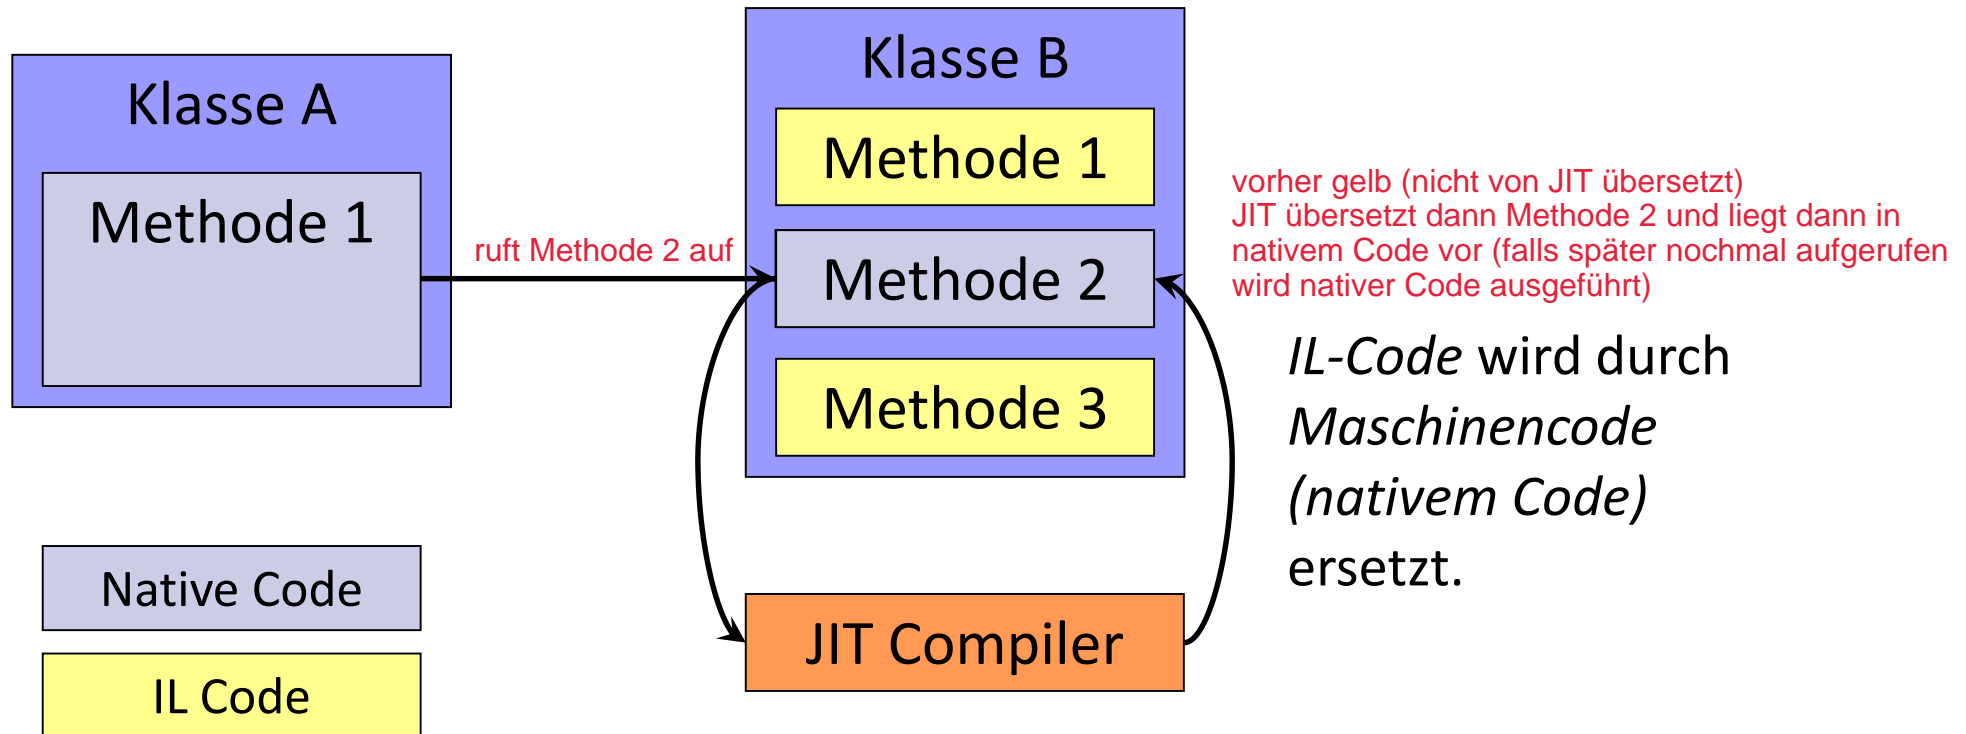 Klasse A
Methode 1
ruft Methode 2 auf
Klasse B
Methode 1
Methode 2
Methode 3
vorher gelb (nicht von JIT übersetzt)
JIT übersetzt dann Methode 2 und liegt dann in
nativem Code vor (falls später nochmal aufgerufen
wird nativer Code ausgeführt)
IL-Code wird durch
Maschinencode
(nativem Code)
ersetzt.
Native Code
IL Code
JIT Compiler